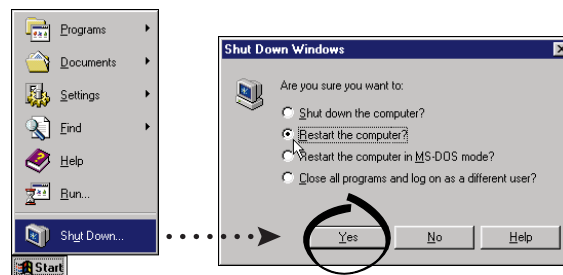 Programs
Documents
Settings
Find
Help
Run...
Shut Down...
Start
Shut Down Windows
Are you sure you want to:
Shut down the computer?
Restart the computer?
Restart the computer in MS-DOS mode?
Close all programs and log on as a different user?
Yes
No
Help